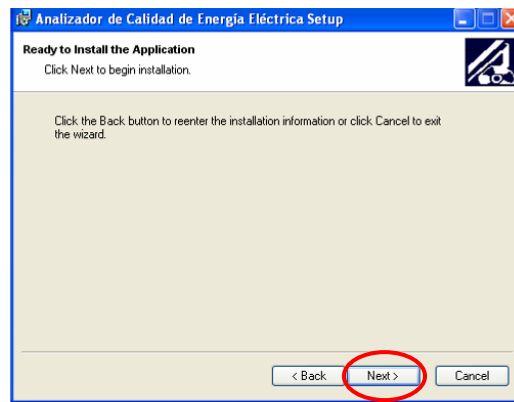 Analizador de Calidad de Energía Eléctrica Setup
Ready to Install the Application
Click Next to begin installation.
Click the Back button to reenter the installation information or click Cancel to exit
the wizard.
< Back
Next >
Cancel